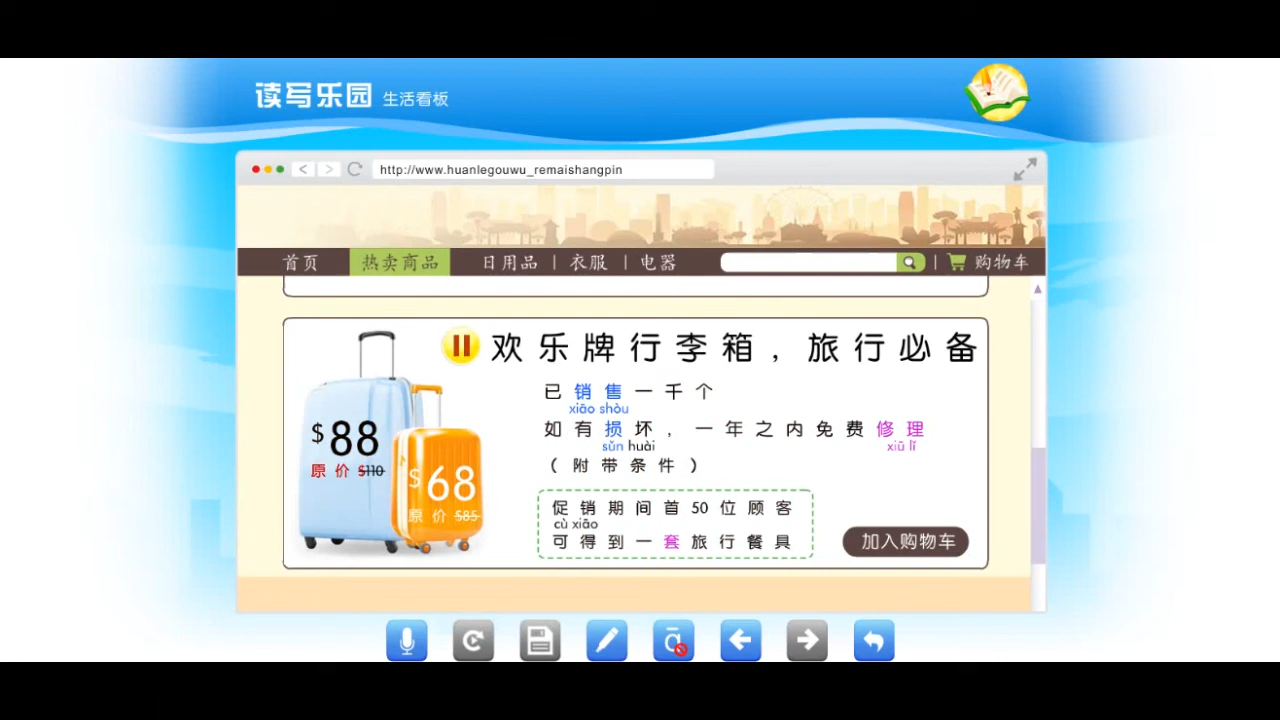 读写乐园 生活看板
http://www.huanlegouwu_remaishangpin
首页 热卖商品 日用品 | 衣服 | 电器 | 购物车
欢乐牌行李箱，旅行必备
已销售一千个
xiāo shòu
如有损坏，一年之内免费修理
sǔn huài xiū lǐ
（附带条件）
$88
原价 $110
$68
原价 $85
促销期间首50位顾客
cù xiāo
可得到一套旅行餐具
加入购物车
ā